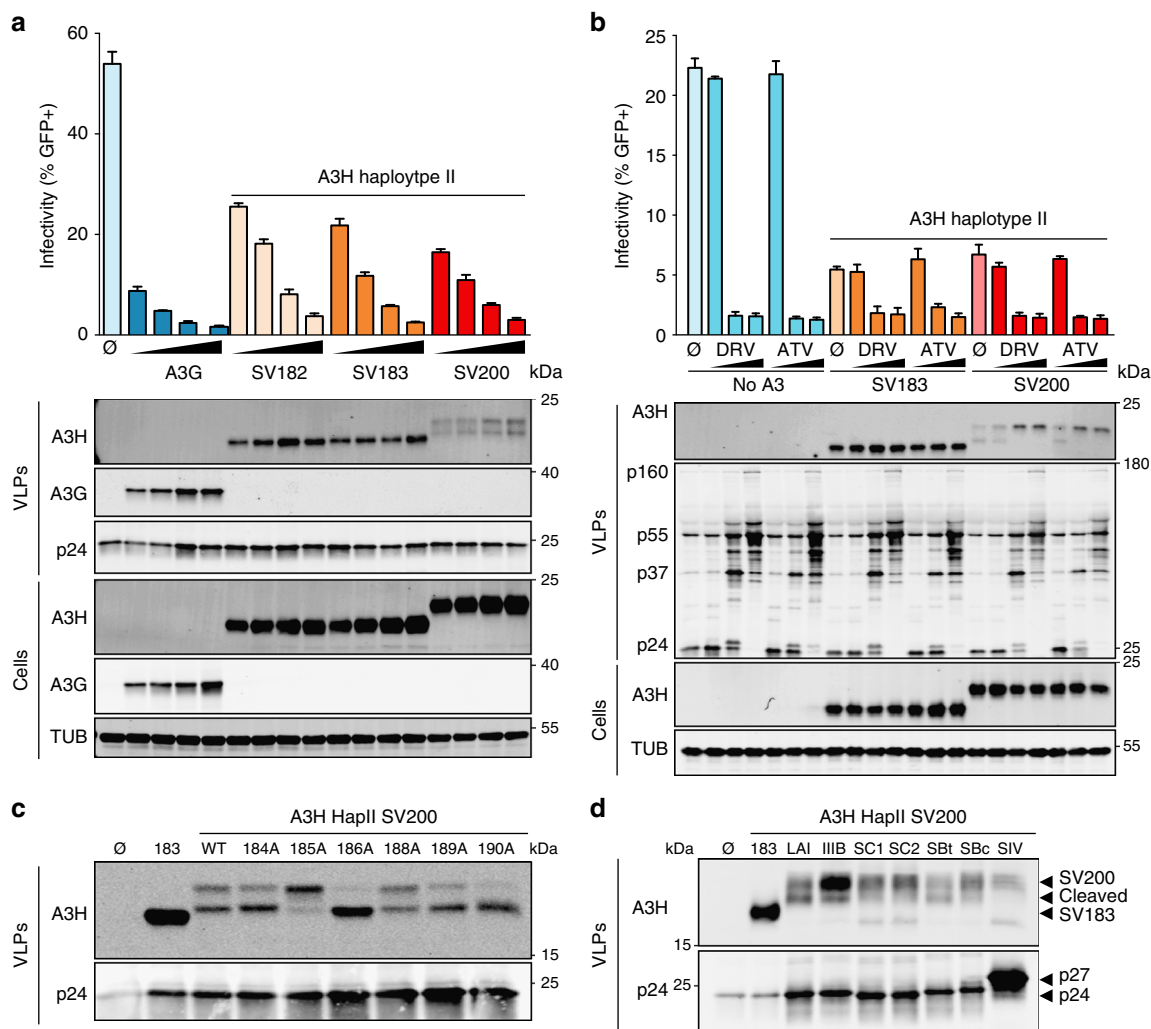 a
Infectivity (% GFP+)
60
40
20
0
A3H haploytpe II
Ø
A3G SV182 SV183 SV200 kDa
VLPs
A3H
25
A3G
40
p24
25
Cells
A3H
25
A3G
40
TUB
55
b
Infectivity (% GFP+)
25
20
15
10
5
0
A3H haplotype II
Ø DRV ATV Ø DRV ATV Ø DRV ATV
No A3 SV183 SV200 kDa
VLPs
A3H
25
p160
180
p55
p37
p24
25
Cells
A3H
25
TUB
55
c
A3H HapII SV200
Ø 183 WT 184A 185A 186A 188A 189A 190A kDa
VLPs
A3H
15
p24
25
d
A3H HapII SV200
kDa Ø 183 LAI IIIB SC1 SC2 SBt SBc SIV
VLPs
A3H
SV200
Cleaved
SV183
15
p24 25
p27
p24